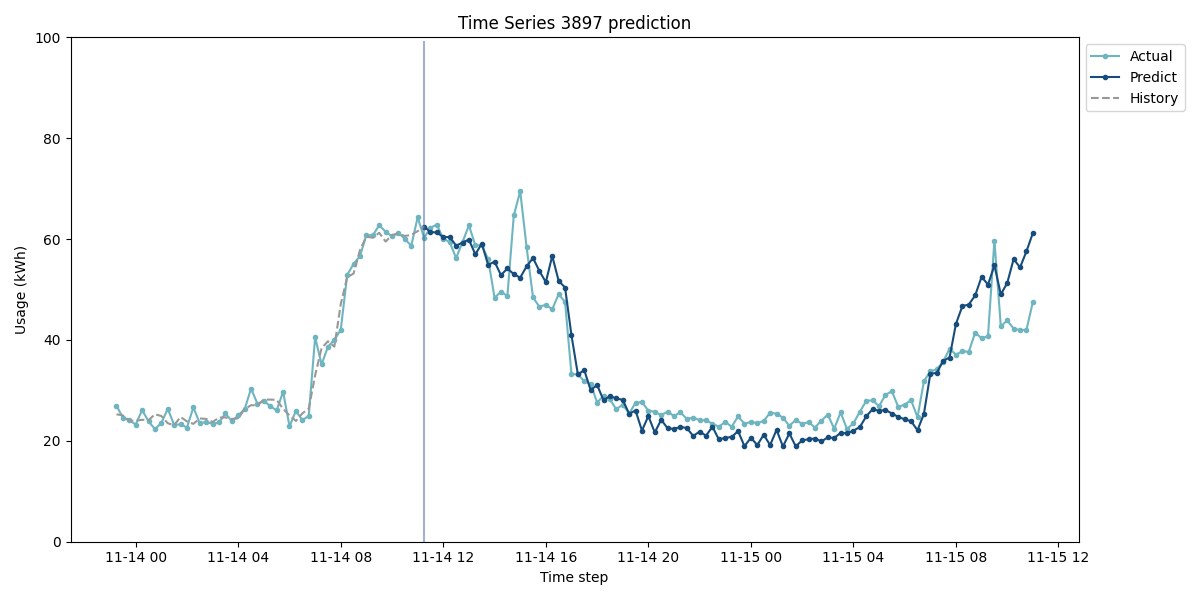 Time Series 3897 prediction
100
80
60
40
20
0
Usage (kWh)
11-14 00
11-14 04
11-14 08
11-14 12
11-14 16
11-14 20
11-15 00
11-15 04
11-15 08
11-15 12
Time step
Actual
Predict
History